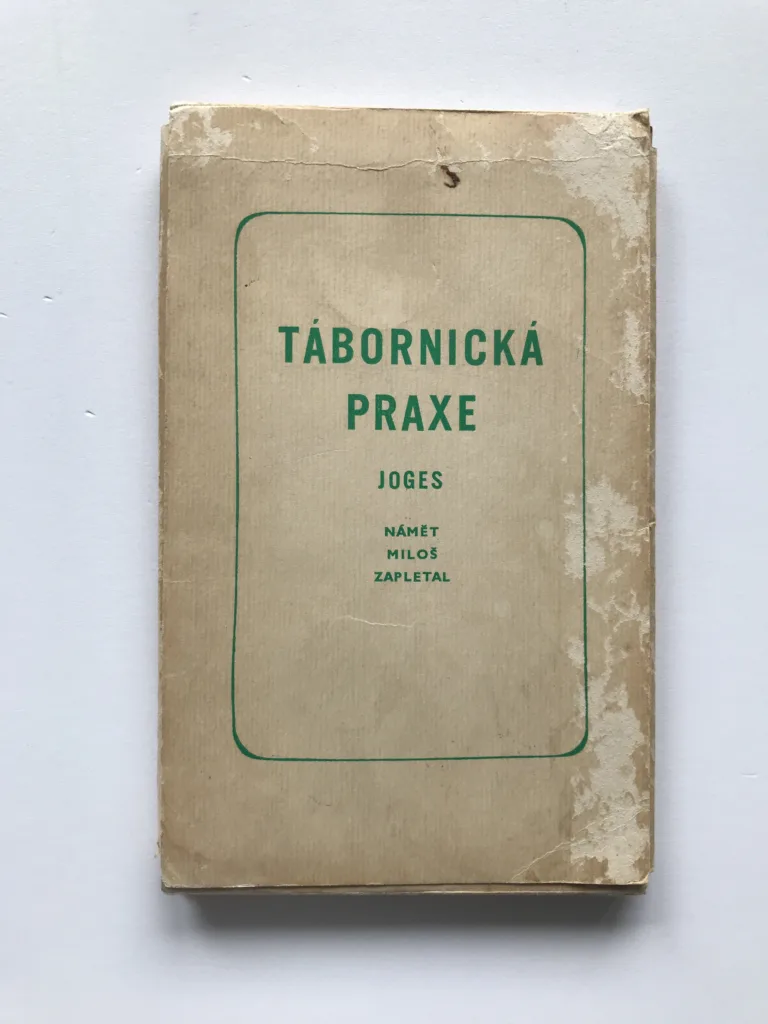 TÁBORNICKÁ
PRAXE
JOGES
NÁMĚT
MILOŠ
ZAPLETAL